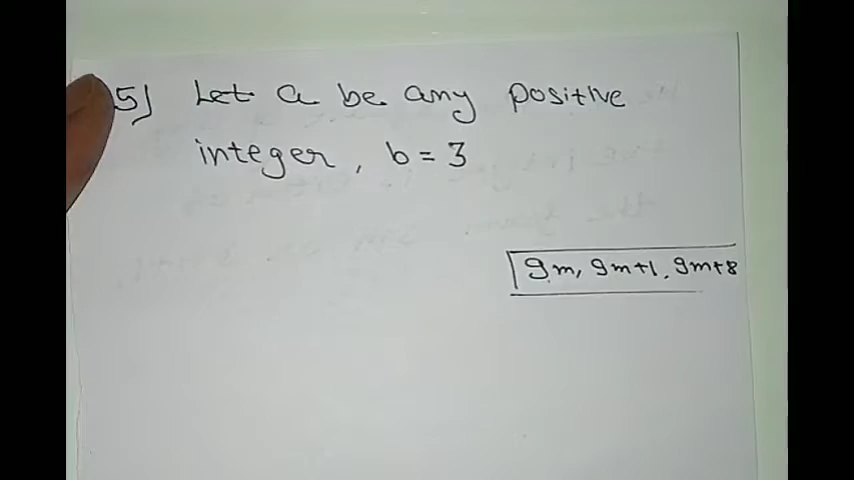 5) Let a be any positive
integer, b = 3
9m, 9m+1, 9m+8